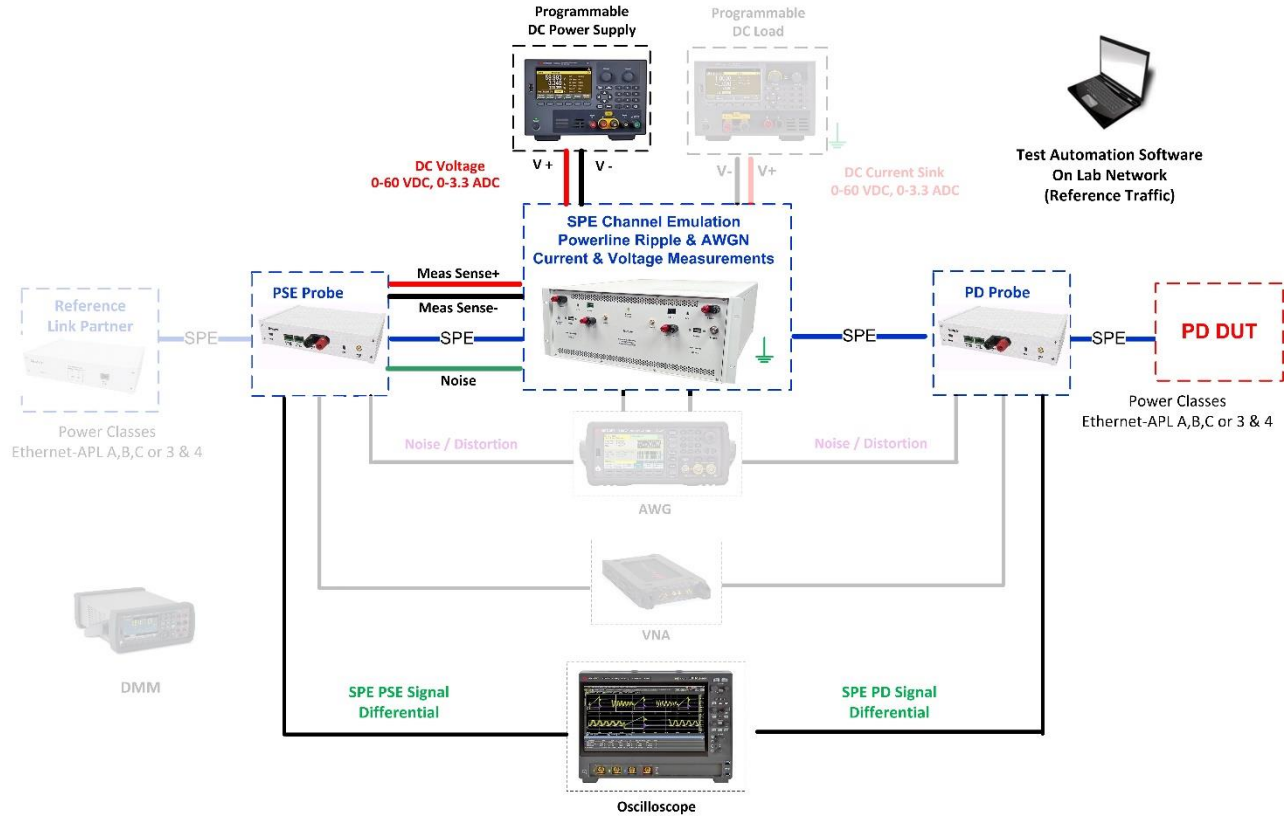 Programmable
DC Power Supply
Programmable
DC Load
V +
V -
V-
V+
DC Voltage
0-60 VDC, 0-3.3 ADC
DC Current Sink
0-60 VDC, 0-3.3 ADC
Test Automation Software
On Lab Network
(Reference Traffic)
SPE Channel Emulation
Powerline Ripple & AWGN
Current & Voltage Measurements
Reference
Link Partner
SPE
PSE Probe
Meas Sense+
Meas Sense-
SPE
Noise
SPE
PD Probe
SPE
PD DUT
Power Classes
Ethernet-APL A,B,C or 3 & 4
Power Classes
Ethernet-APL A,B,C or 3 & 4
Noise / Distortion
Noise / Distortion
AWG
VNA
DMM
SPE PSE Signal
Differential
SPE PD Signal
Differential
Oscilloscope